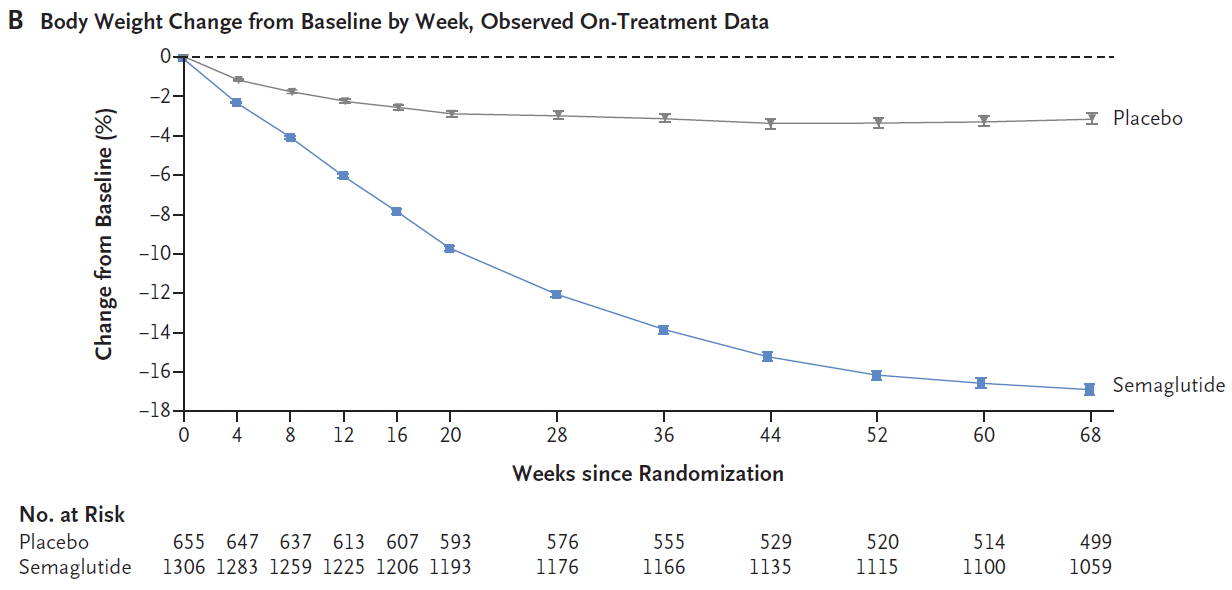 B Body Weight Change from Baseline by Week, Observed On-Treatment Data
Change from Baseline (%)
0
–2
–4
–6
–8
–10
–12
–14
–16
–18
Placebo
Semaglutide
0 4 8 12 16 20 28 36 44 52 60 68
Weeks since Randomization
No. at Risk
Placebo 655 647 637 613 607 593 576 555 529 520 514 499
Semaglutide 1306 1283 1259 1225 1206 1193 1176 1166 1135 1115 1100 1059